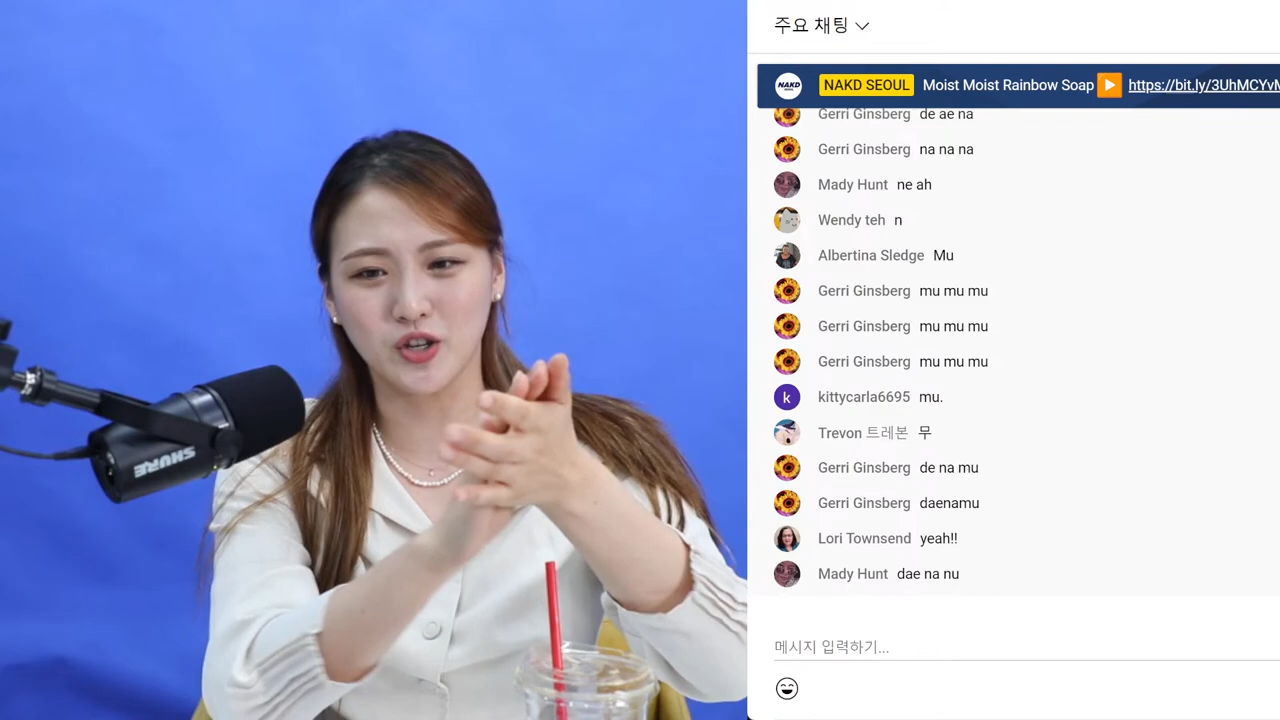 주요 채팅
NAKD SEOUL Moist Moist Rainbow Soap ▶ https://bit.ly/3UhMCYvM
Gerri Ginsberg de ae na
Gerri Ginsberg na na na
Mady Hunt ne ah
Wendy teh n
Albertina Sledge Mu
Gerri Ginsberg mu mu mu
Gerri Ginsberg mu mu mu
Gerri Ginsberg mu mu mu
kittycarla6695 mu.
Trevon 트레본 무
Gerri Ginsberg de na mu
Gerri Ginsberg daenamu
Lori Townsend yeah!!
Mady Hunt dae na nu
메시지 입력하기...
SHURE
NAKD
k